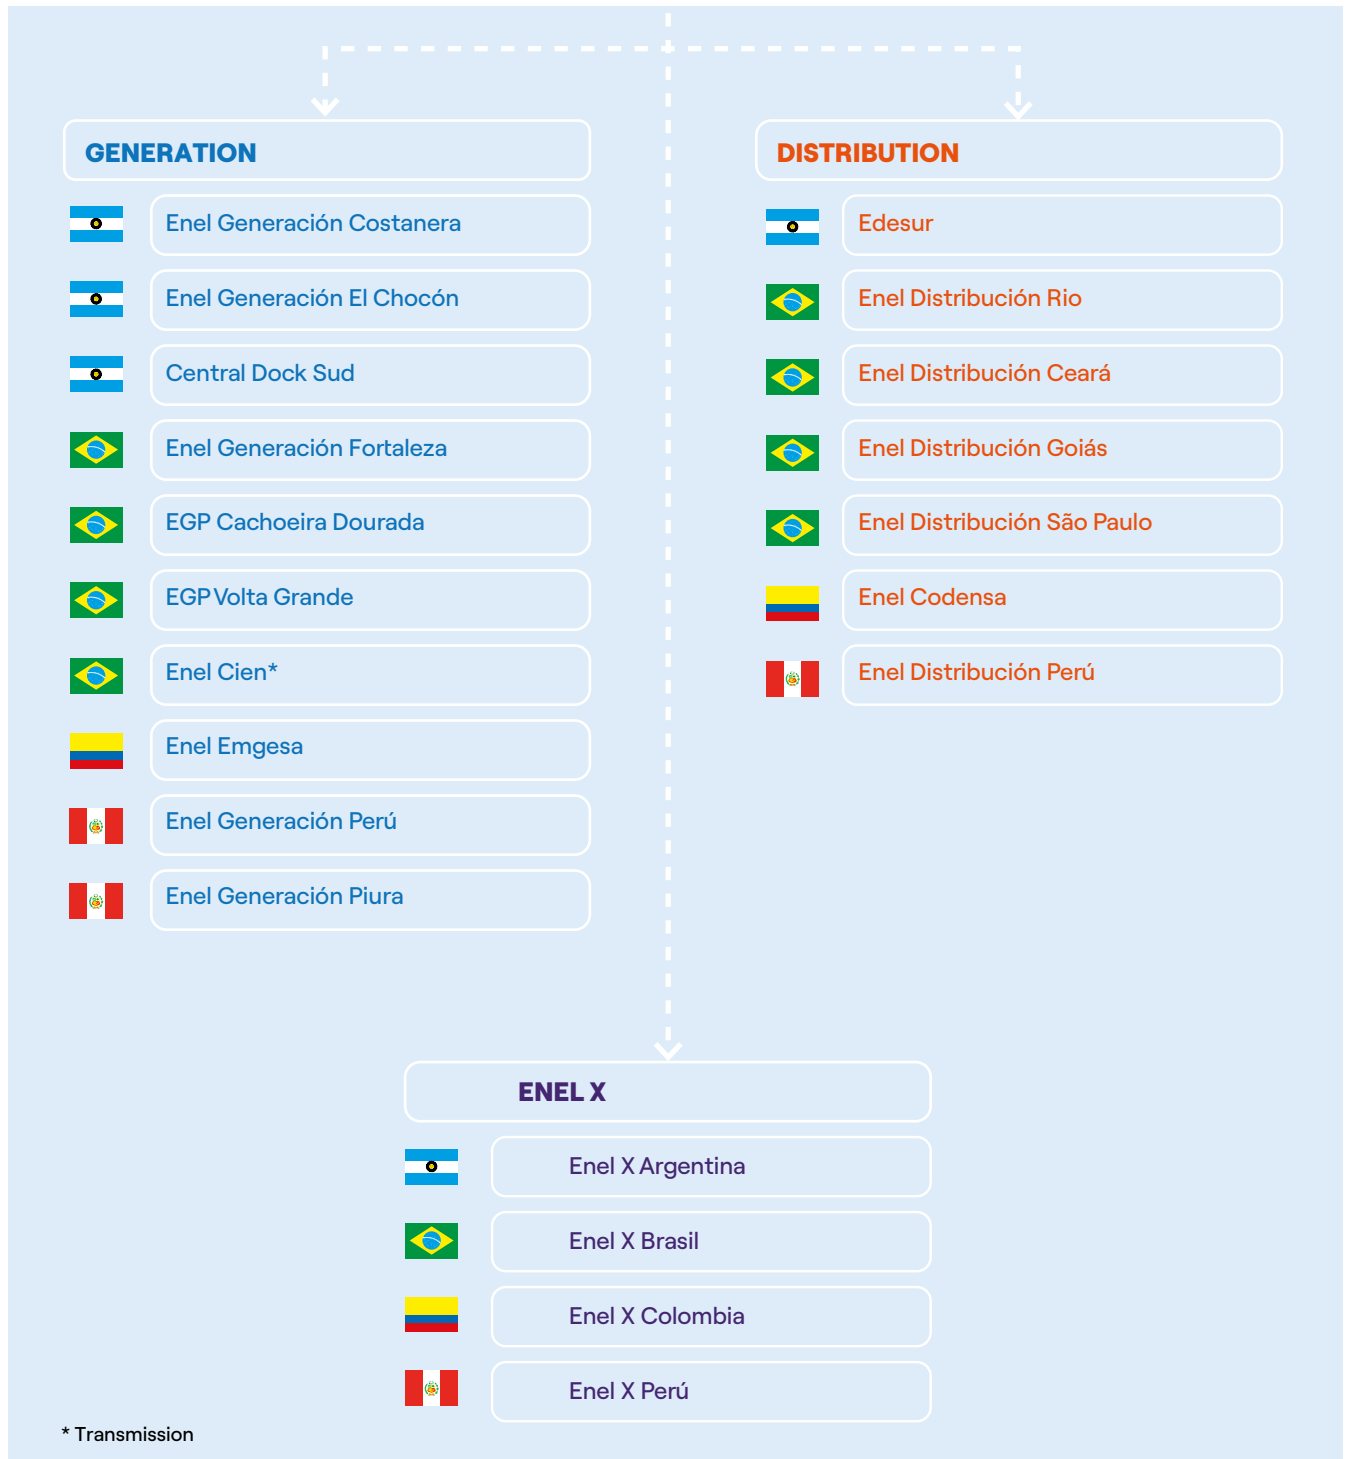 GENERATION
Enel Generación Costanera
Enel Generación El Chocón
Central Dock Sud
Enel Generación Fortaleza
EGP Cachoeira Dourada
EGP Volta Grande
Enel Cien*
Enel Emgesa
Enel Generación Perú
Enel Generación Piura
DISTRIBUTION
Edesur
Enel Distribución Rio
Enel Distribución Ceará
Enel Distribución Goiás
Enel Distribución São Paulo
Enel Codensa
Enel Distribución Perú
ENEL X
Enel X Argentina
Enel X Brasil
Enel X Colombia
Enel X Perú
* Transmission